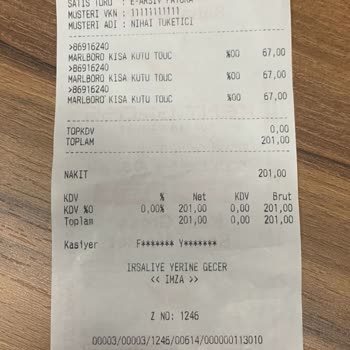 SATIS TURU : E-ARSIV FATURA
MUSTERI VKN : 11111111111
MUSTERI ADI : NIHAI TUKETICI
>86916240
MARLBORO KISA KUTU TOUC %00 67,00
>86916240
MARLBORO KISA KUTU TOUC %00 67,00
>86916240
MARLBORO KISA KUTU TOUC %00 67,00
TOPKDV 0,00
TOPLAM 201,00
NAKIT 201,00
KDV % Net KDV Brut
KDV %0 0,00% 201,00 0,00 201,00
Toplam 201,00 0,00 201,00
Kasiyer F******* Y*******
IRSALIYE YERINE GECER
<< IMZA >>
Z NO: 1246
00003/00003/1246/00614/000000113010